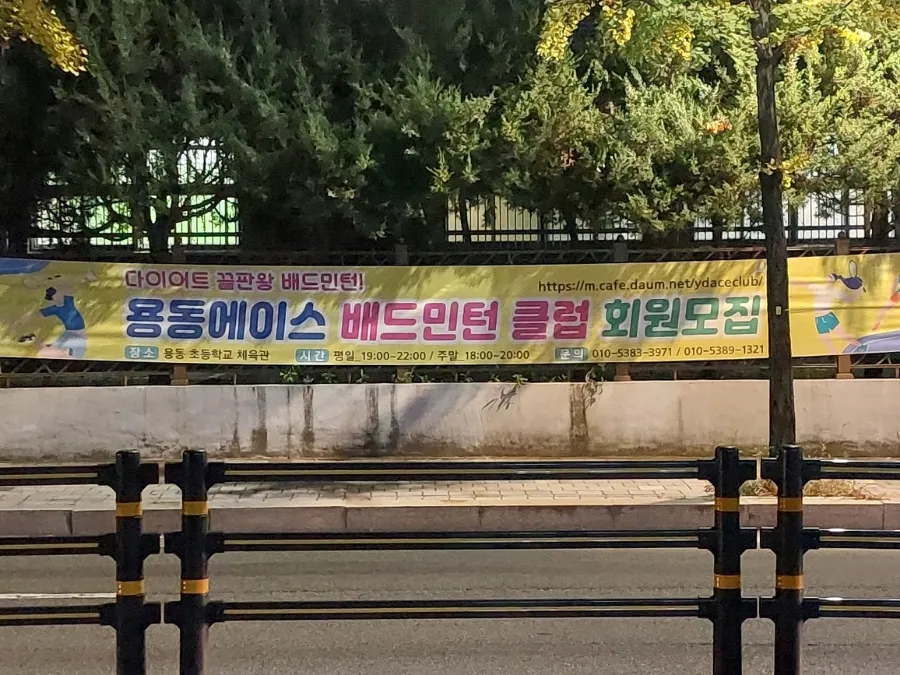 다이어트 끝판왕 배드민턴!
https://m.cafe.daum.net/ydaceclub/
용동에이스 배드민턴 클럽 회원모집
장소 용동 초등학교 체육관 시간 평일 19:00~22:00 / 주말 18:00~20:00 문의 010-5383-3971 / 010-5389-1321